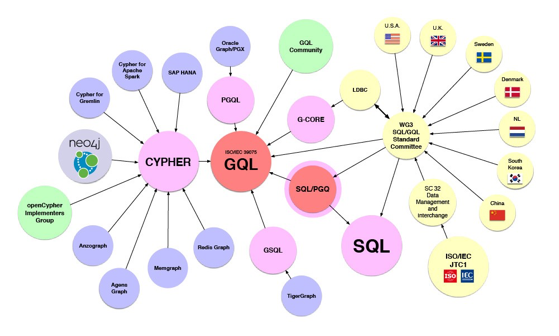 U.S.A.
U.K.
Sweden
Oracle
Graph/PGX
GQL
Community
Cypher for
Apache
Spark
SAP HANA
Denmark
Cypher for
Gremlin
PGQL
LDBC
G-CORE
NL
WG3
SQL/GQL
Standard
Committee
neo4j
CYPHER
ISO/IEC 39075
GQL
South
Korea
SQL/PGQ
SC 32
Data
Management
and
Interchange
China
openCypher
Implementers
Group
Anzograph
Redis Graph
SQL
GSQL
Memgraph
Agens
Graph
ISO/IEC
JTC1
ISO
IEC
TigerGraph